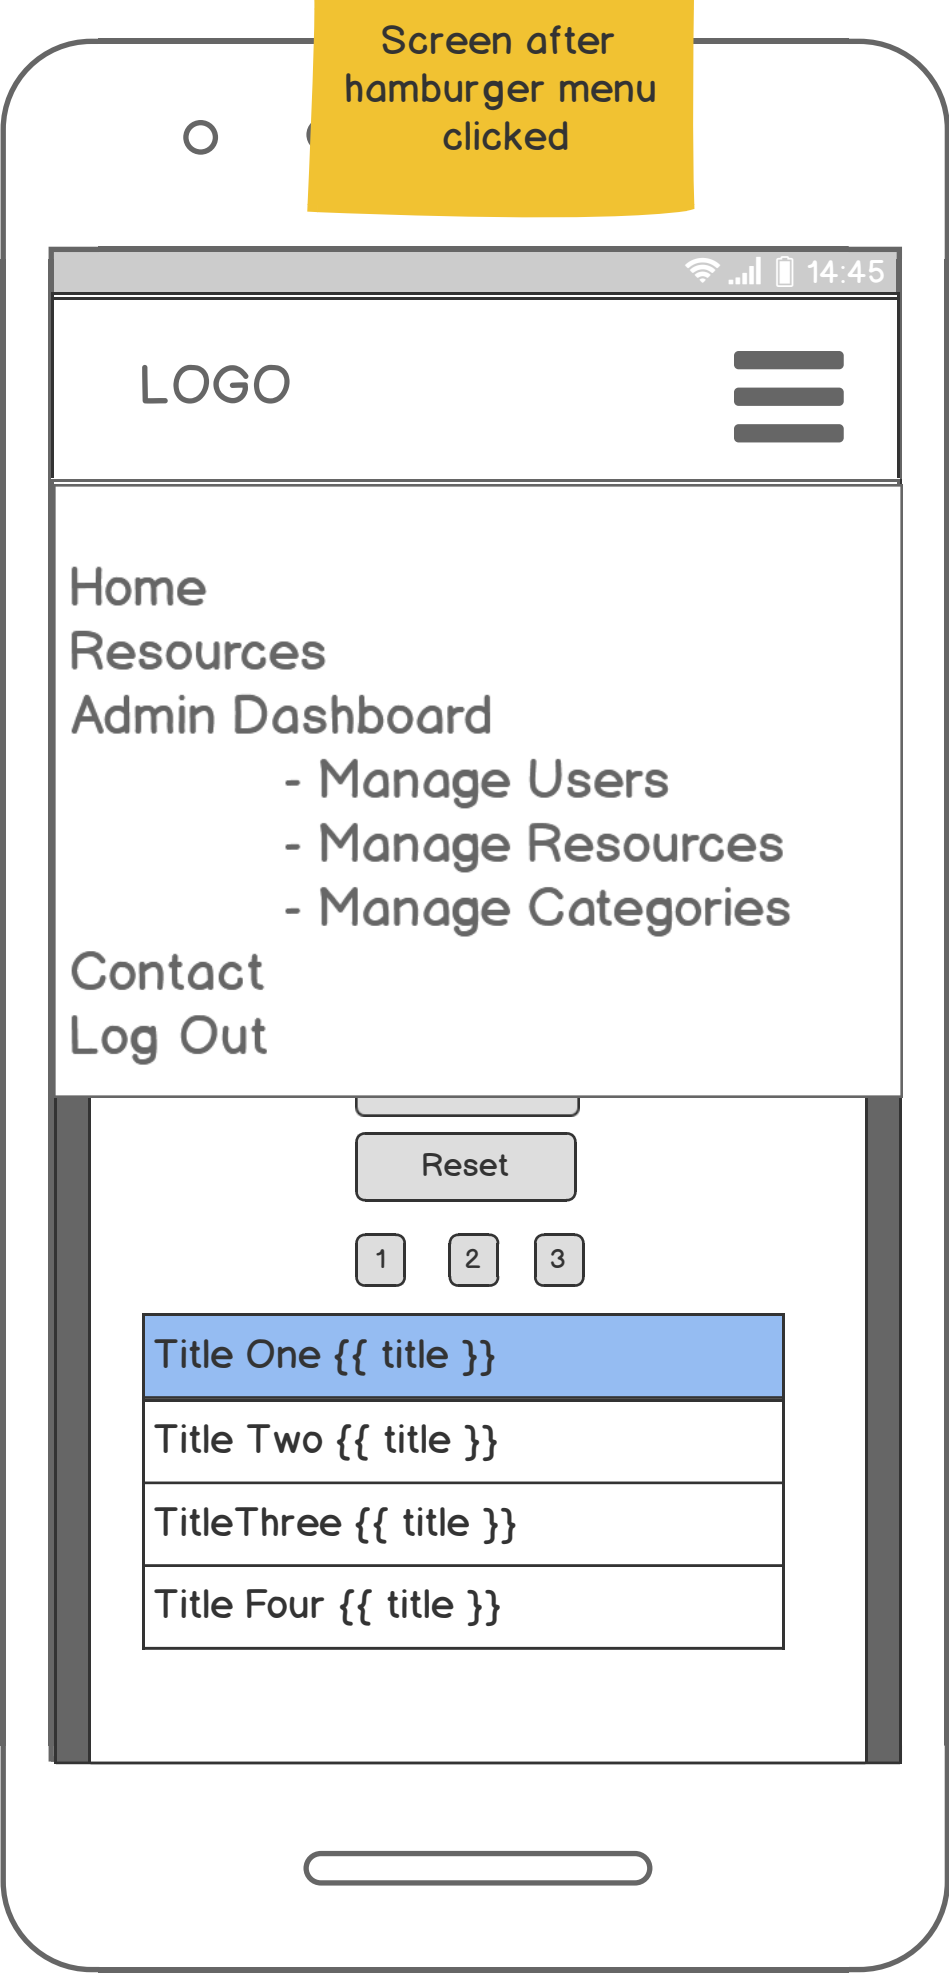 Screen after
hamburger menu
clicked
14:45
LOGO
Home
Resources
Admin Dashboard
- Manage Users
- Manage Resources
- Manage Categories
Contact
Log Out
Reset
1 2 3
Title One {{ title }}
Title Two {{ title }}
TitleThree {{ title }}
Title Four {{ title }}